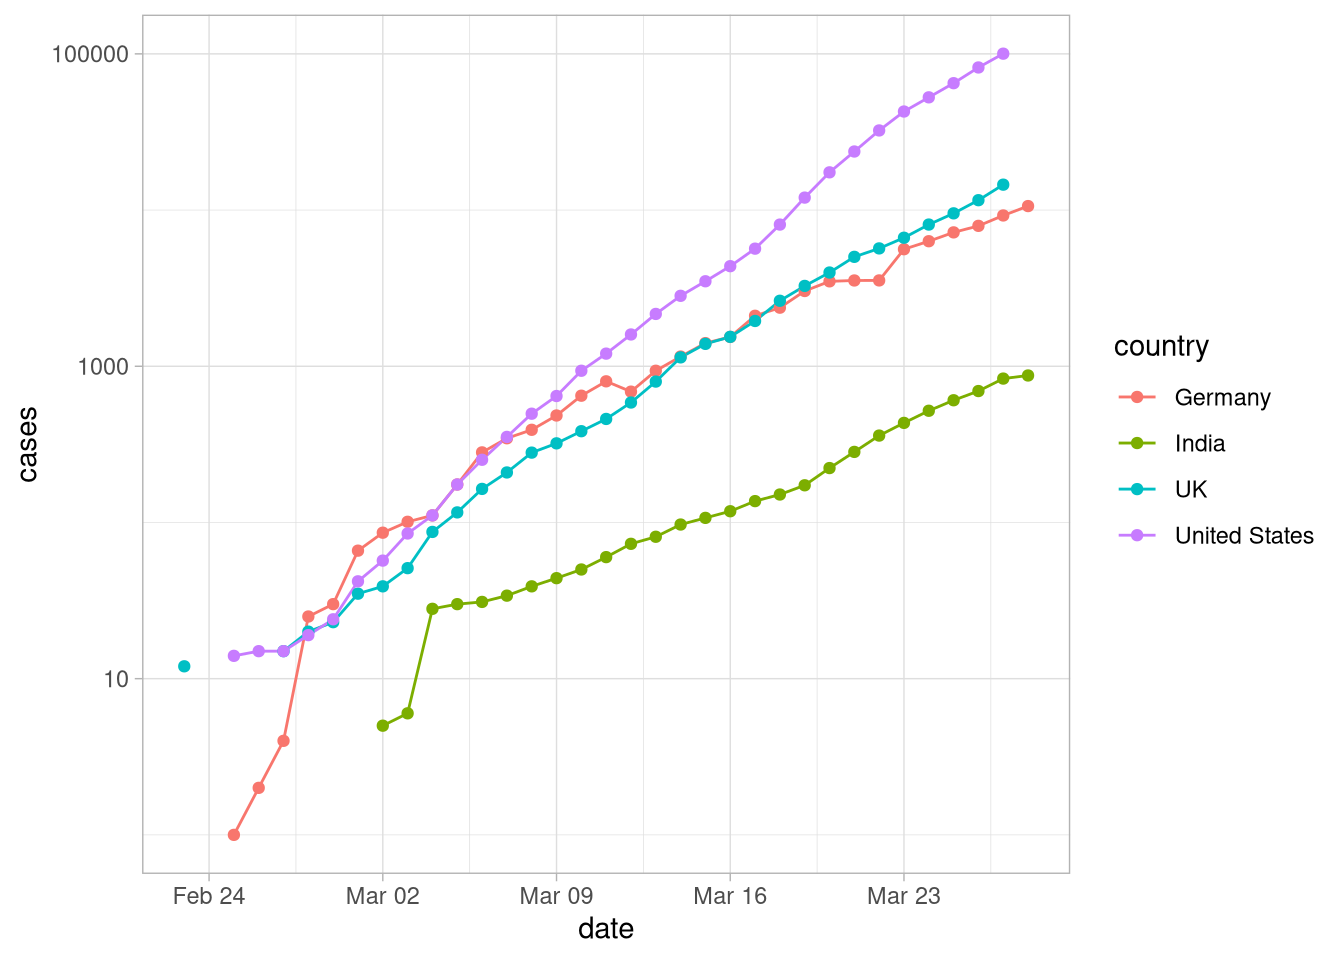 100000
1000
10
cases
Feb 24
Mar 02
Mar 09
Mar 16
Mar 23
date
country
Germany
India
UK
United States